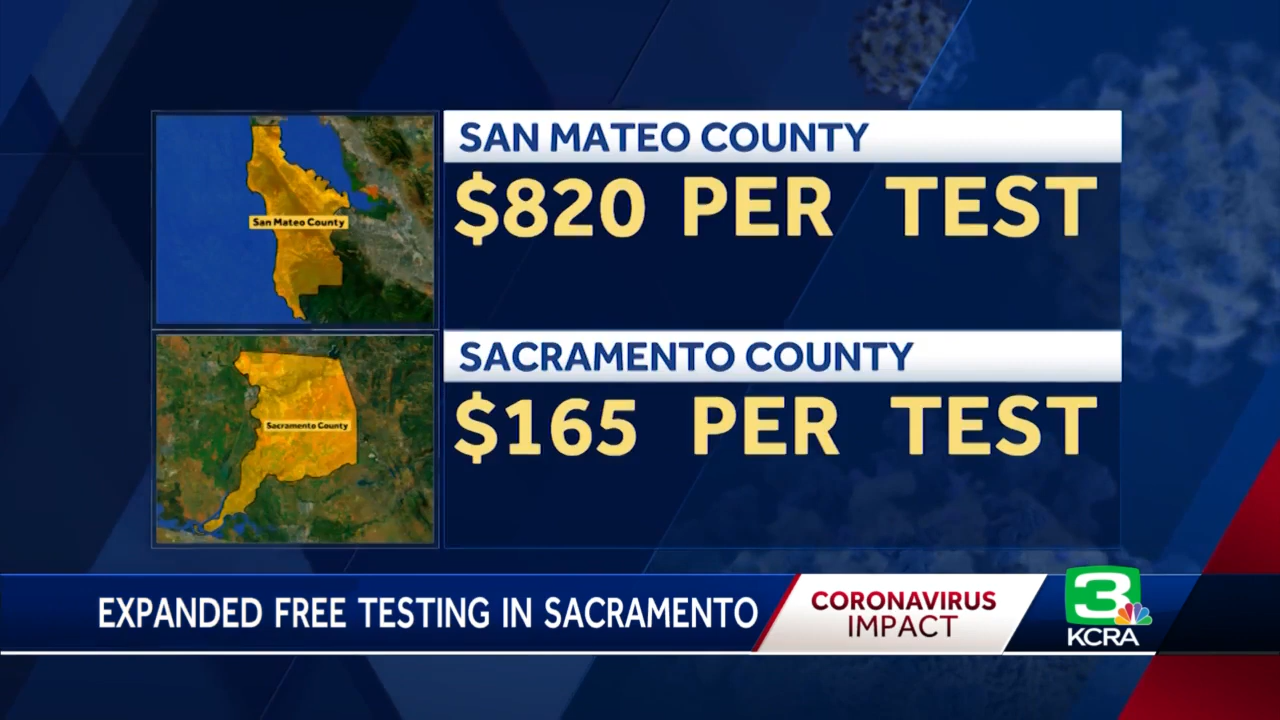 San Mateo County
SAN MATEO COUNTY
$820 PER TEST
Sacramento County
SACRAMENTO COUNTY
$165 PER TEST
EXPANDED FREE TESTING IN SACRAMENTO
CORONAVIRUS
IMPACT
3
KCRA